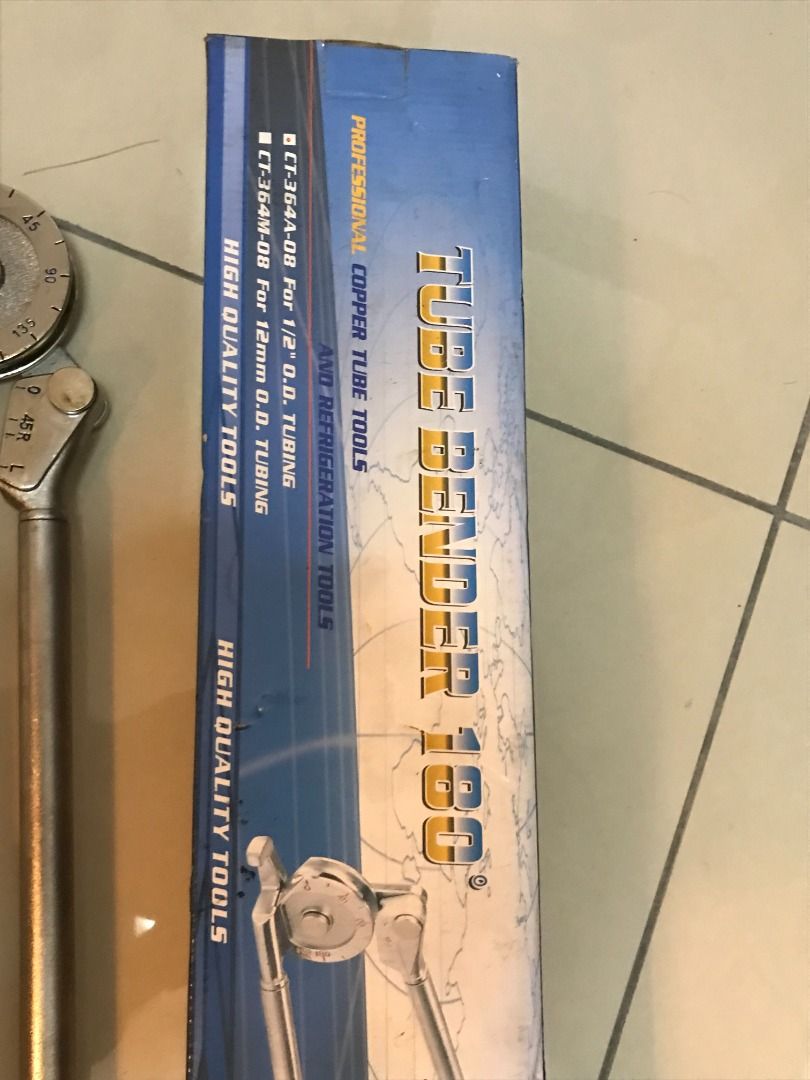 TUBE BENDER 180°
PROFESSIONAL COPPER TUBE TOOLS
AND REFRIGERATION TOOLS
CT-364A-08 For 1/2" O.D. TUBING
CT-364M-08 For 12mm O.D. TUBING
HIGH QUALITY TOOLS HIGH QUALITY TOOLS
45
90
135
0 45R L